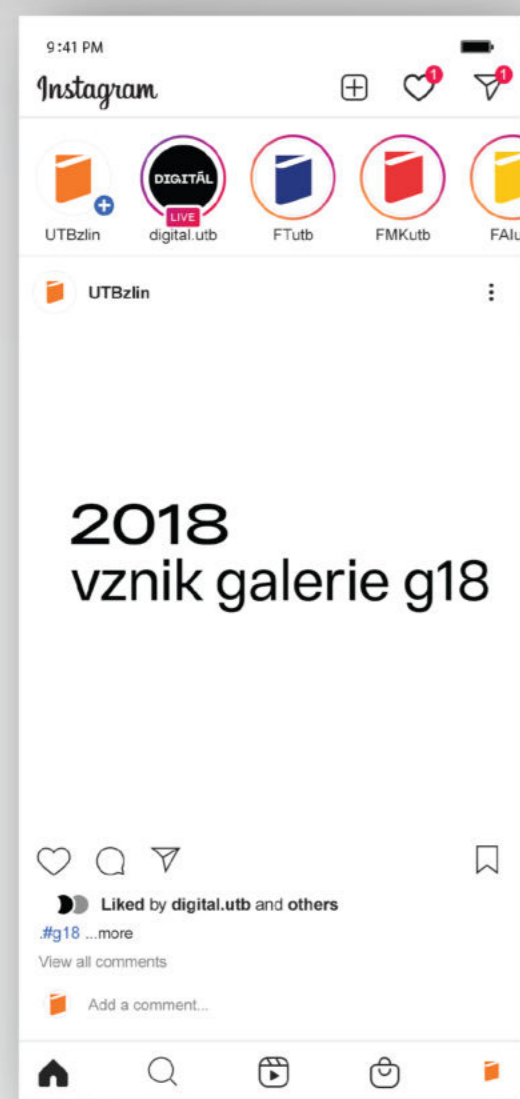 9:41 PM
Instagram
1
1
DIGITÁL
LIVE
UTBzlin
digital.utb
FTutb
FMKutb
UTBzlin
2018
vznik galerie g18
Liked by digital.utb and others
.#g18 ...more
View all comments
Add a comment...